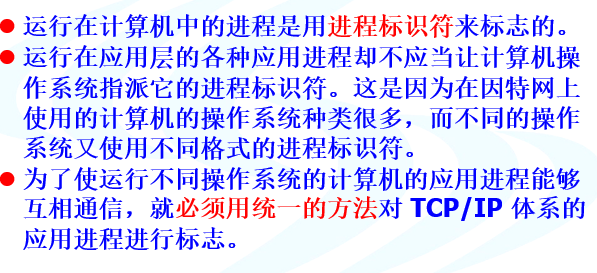 ● 运行在计算机中的进程是用进程标识符来标志的。
● 运行在应用层的各种应用进程却不应当让计算机操
作系统指派它的进程标识符。这是因为在因特网上
使用的计算机的操作系统种类很多，而不同的操作
系统又使用不同格式的进程标识符。
● 为了使运行不同操作系统的计算机的应用进程能够
互相通信，就必须用统一的方法对 TCP/IP 体系的
应用进程进行标志。